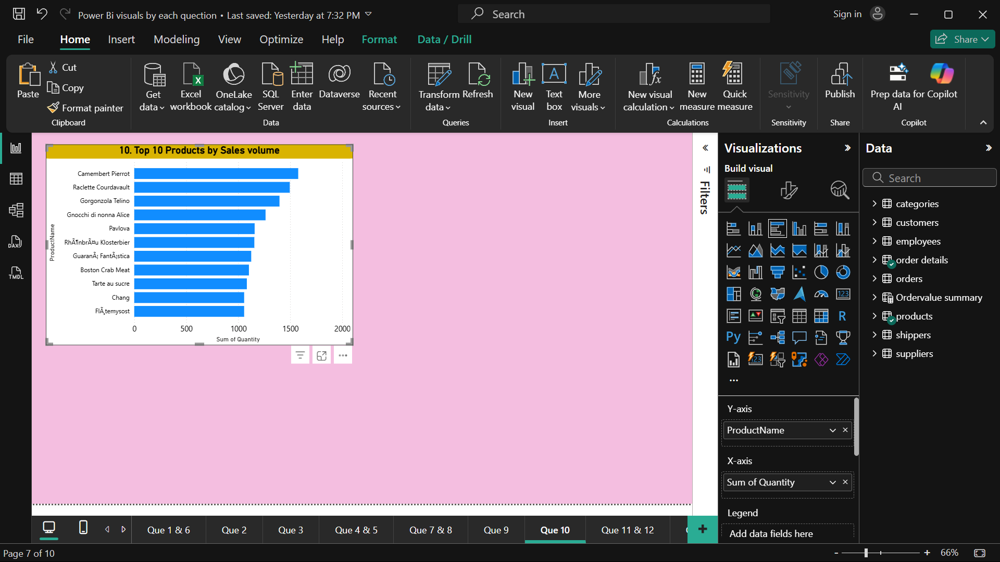 Power Bi visuals by each question • Last saved: Yesterday at 7:32 PM
Search
Sign in
File Home Insert Modeling View Optimize Help Format Data / Drill
Share
Paste
Cut
Copy
Format painter
Clipboard
Get data
Excel workbook
OneLake catalog
SQL Server
Enter data
Dataverse
Recent sources
Data
Transform data
Refresh
Queries
New visual
Text box
More visuals
Insert
New visual calculation
New measure
Quick measure
Calculations
Sensitivity
Sensitivity
Publish
Share
Prep data for AI
Copilot
Copilot
DAX
TMDL
10. Top 10 Products by Sales volume
ProductName
Camembert Pierrot
Raclette Courdavault
Gorgonzola Telino
Gnocchi di nonna Alice
Pavlova
RhÃ¶nbrÃ¤u Klosterbier
GuaranÃ¡ FantÃ¡stica
Boston Crab Meat
Tarte au sucre
Chang
FlÃ¸temysost
0 500 1000 1500 2000
Sum of Quantity
Filters
Visualizations
Build visual
123
R
Py
123
Y-axis
ProductName
X-axis
Sum of Quantity
Legend
Add data fields here
Data
Search
categories
customers
employees
order details
orders
Ordervalue summary
products
shippers
suppliers
Que 1 & 6 Que 2 Que 3 Que 4 & 5 Que 7 & 8 Que 9 Que 10 Que 11 & 12
Page 7 of 10
- + 66%